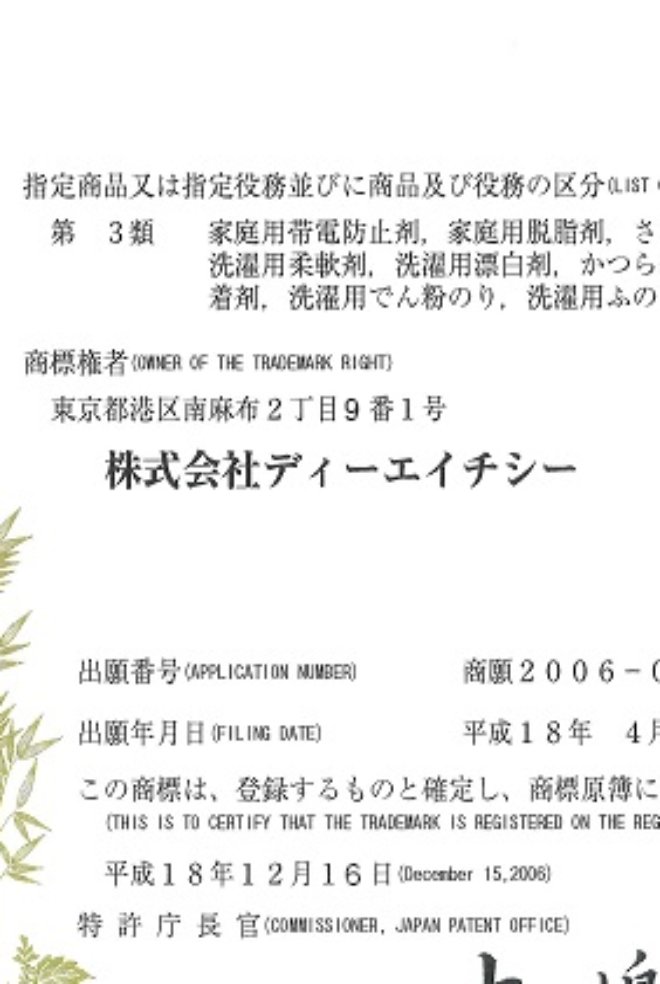 指定商品又は指定役務並びに商品及び役務の区分(LIST
第　３類　家庭用帯電防止剤，家庭用脱脂剤，さ
洗濯用柔軟剤，洗濯用漂白剤，かつら
着剤，洗濯用でん粉のり，洗濯用ふの
商標権者(OWNER OF THE TRADEMARK RIGHT)
東京都港区南麻布２丁目９番１号
株式会社ディーエイチシー
出願番号(APPLICATION NUMBER)　商願２００６－０
出願年月日(FILING DATE)　平成１８年　４月
この商標は、登録するものと確定し、商標原簿に
(THIS IS TO CERTIFY THAT THE TRADEMARK IS REGISTERED ON THE REG
平成１８年１２月１６日(December 15,2006)
特許庁長官(COMMISSIONER, JAPAN PATENT OFFICE)